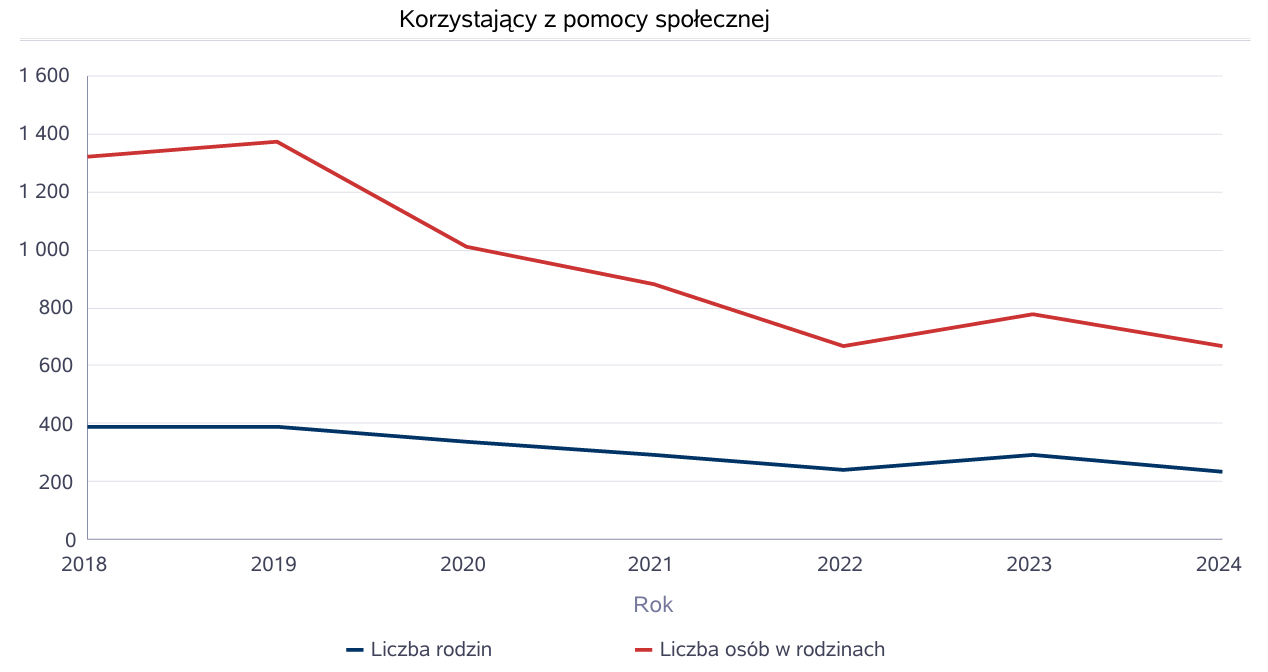 Korzystający z pomocy społecznej
1 600
1 400
1 200
1 000
800
600
400
200
0
2018 2019 2020 2021 2022 2023 2024
Rok
Liczba rodzin Liczba osób w rodzinach